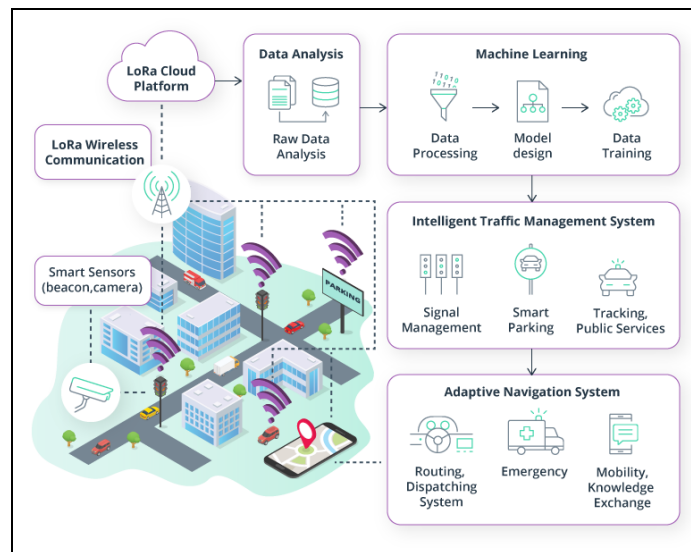 LoRa Cloud
Platform
Data Analysis
Raw Data
Analysis
Machine Learning
11010
10110
Data
Processing
Model
design
Data
Training
LoRa Wireless
Communication
Smart Sensors
(beacon,camera)
PARKING
Intelligent Traffic Management System
Signal
Management
Smart
Parking
Tracking,
Public Services
Adaptive Navigation System
Routing,
Dispatching
System
Emergency
Mobility,
Knowledge
Exchange